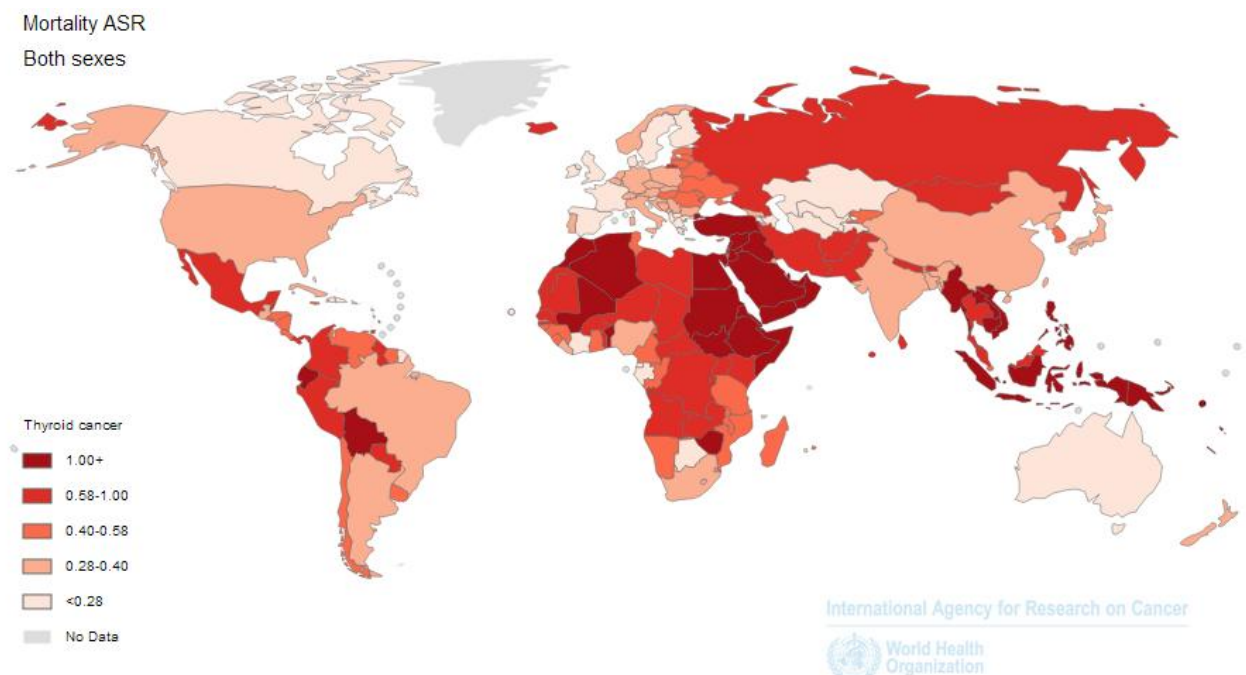 Mortality ASR
Both sexes
Thyroid cancer
1.00+
0.58-1.00
0.40-0.58
0.28-0.40
<0.28
No Data
International Agency for Research on Cancer
World Health
Organization